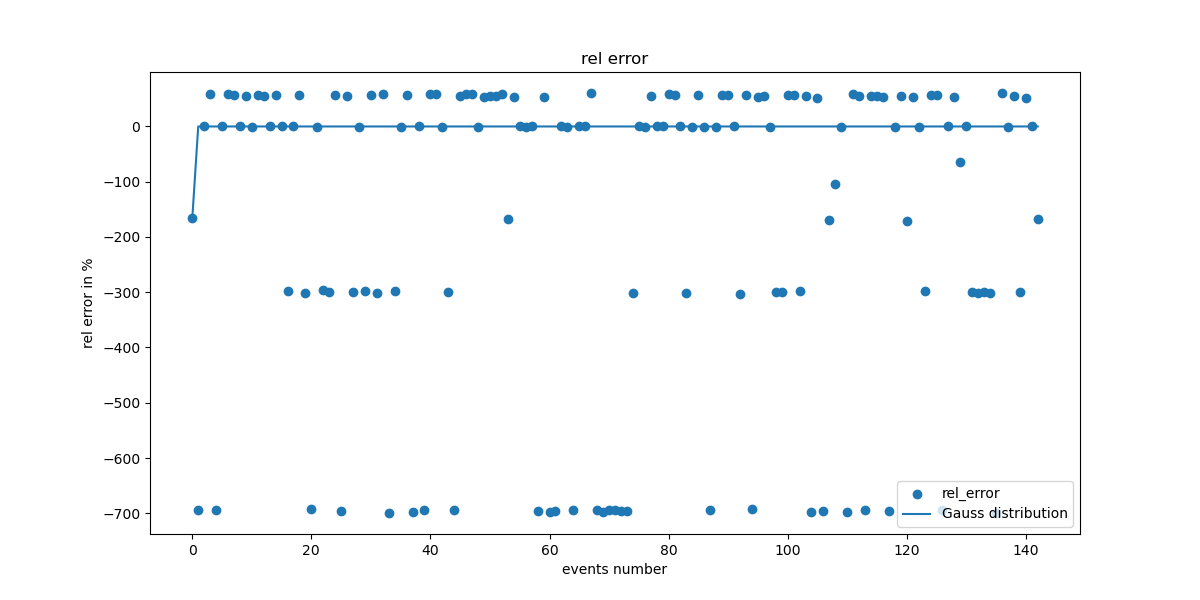 rel error
0
−100
−200
−300
−400
−500
−600
−700
rel error in %
rel_error
Gauss distribution
0 20 40 60 80 100 120 140
events number